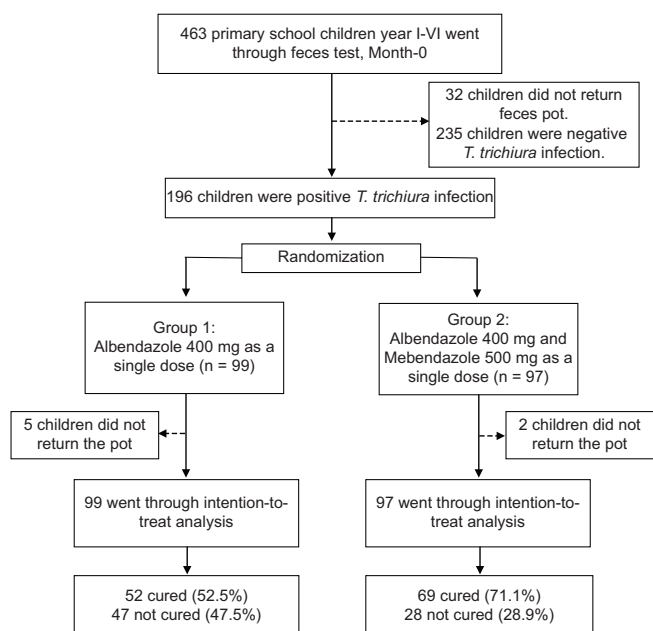 463 primary school children year I-VI went
through feces test, Month-0
32 children did not return
feces pot.
235 children were negative
T. trichiura infection.
196 children were positive T. trichiura infection
Randomization
Group 1:
Albendazole 400 mg as a
single dose (n = 99)
Group 2:
Albendazole 400 mg and
Mebendazole 500 mg as a
single dose (n = 97)
5 children did not
return the pot
2 children did not
return the pot
99 went through intention-to-
treat analysis
97 went through intention-to-
treat analysis
52 cured (52.5%)
47 not cured (47.5%)
69 cured (71.1%)
28 not cured (28.9%)